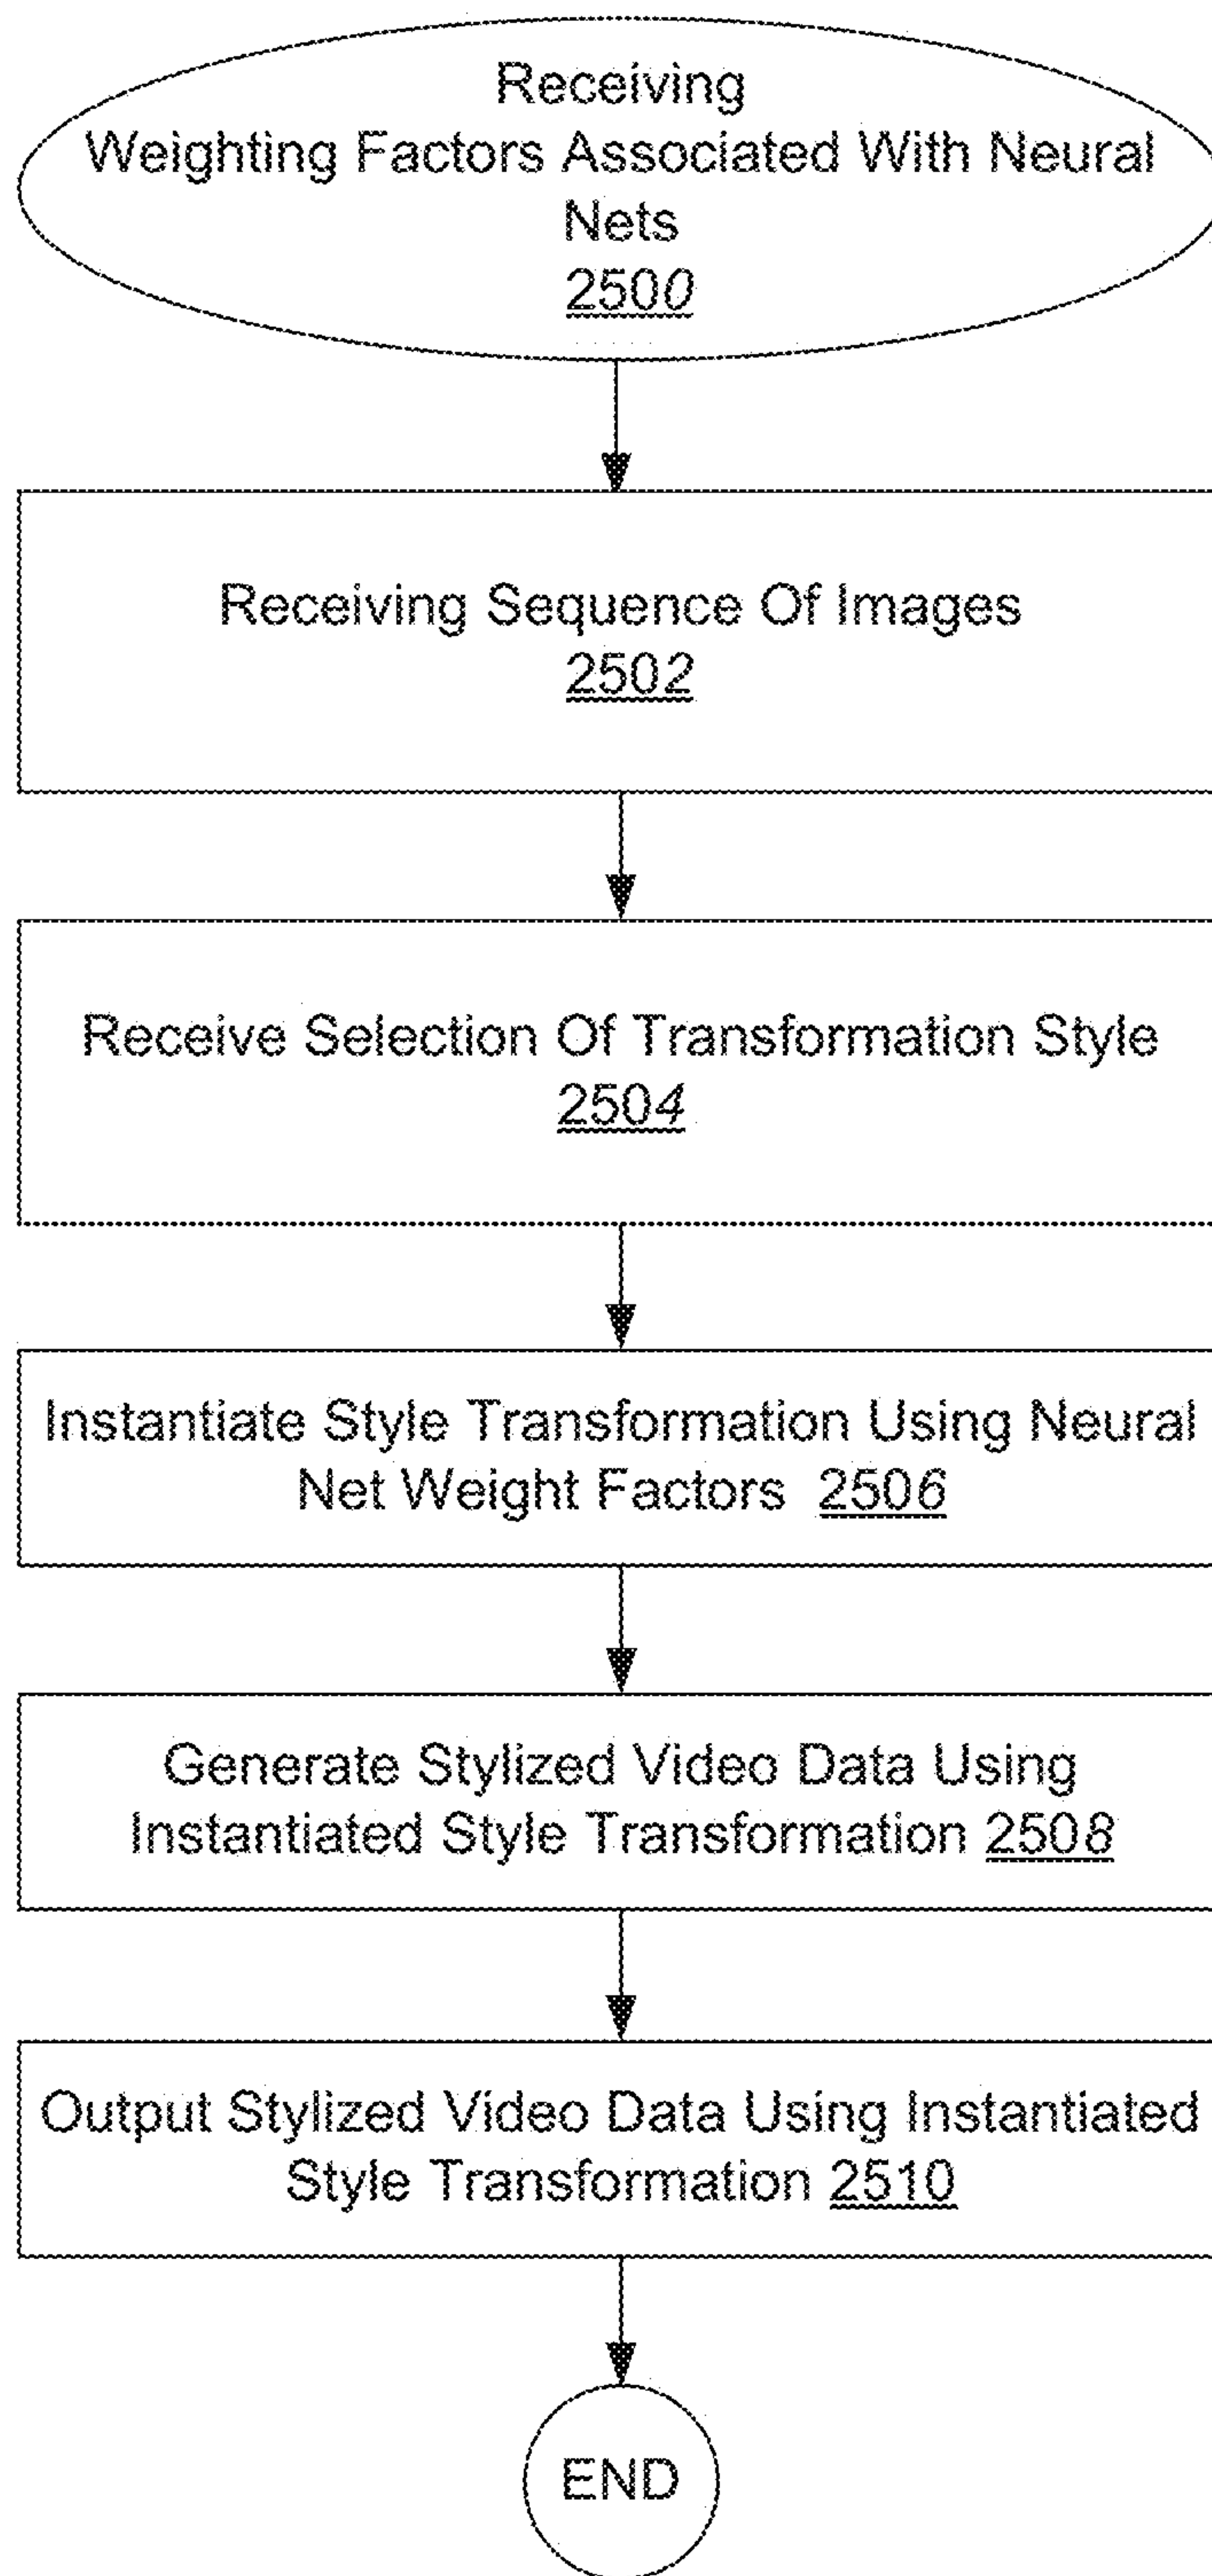 Receiving
Weighting Factors Associated With Neural
Nets
2500
Receiving Sequence Of Images
2502
Receive Selection Of Transformation Style
2504
Instantiate Style Transformation Using Neural
Net Weight Factors 2506
Generate Stylized Video Data Using
Instantiated Style Transformation 2508
Output Stylized Video Data Using Instantiated
Style Transformation 2510
END